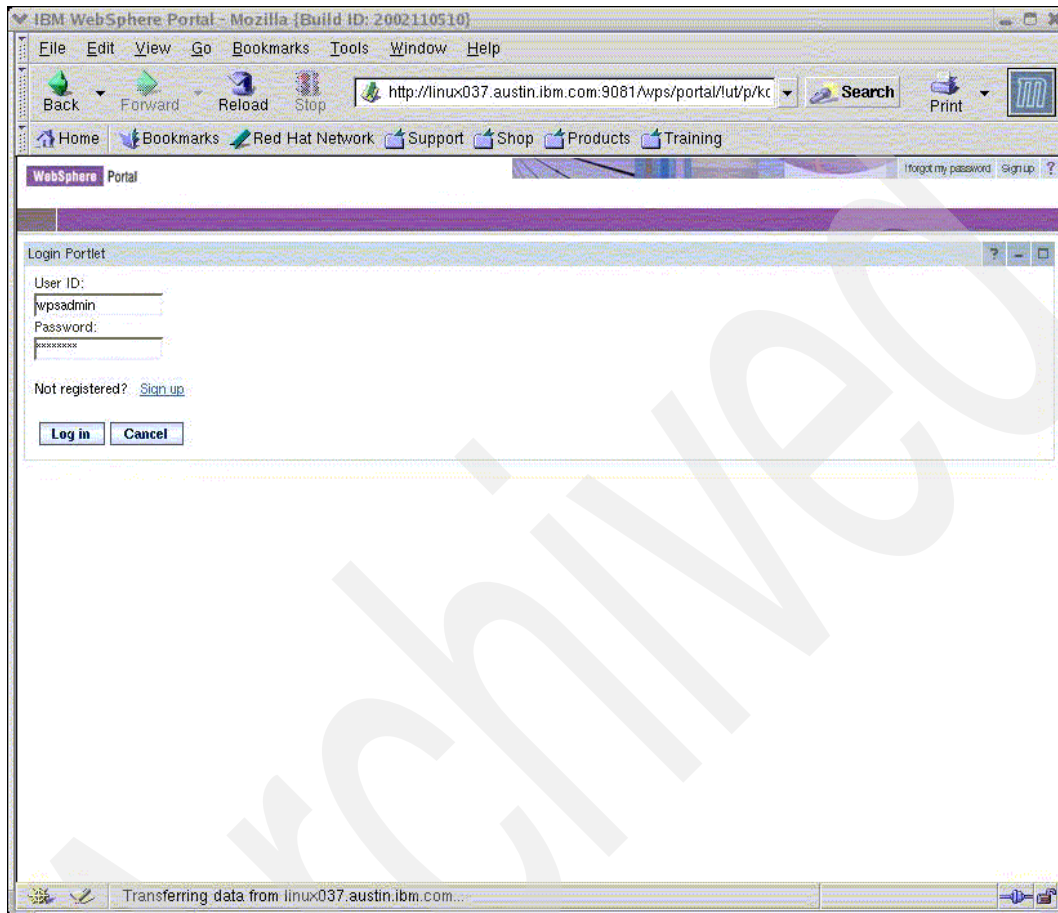 IBM WebSphere Portal - Mozilla {Build ID: 2002110510}
File Edit View Go Bookmarks Tools Window Help
Back Forward Reload Stop http://linux037.austin.ibm.com:9081/wps/portal/!ut/p/kc Search Print
Home Bookmarks Red Hat Network Support Shop Products Training
WebSphere Portal I forgot my password Sign up ?
Login Portlet ?
User ID:
wpsadmin
Password:
********
Not registered? Sign up
Log in Cancel
Archived
Transferring data from linux037.austin.ibm.com...